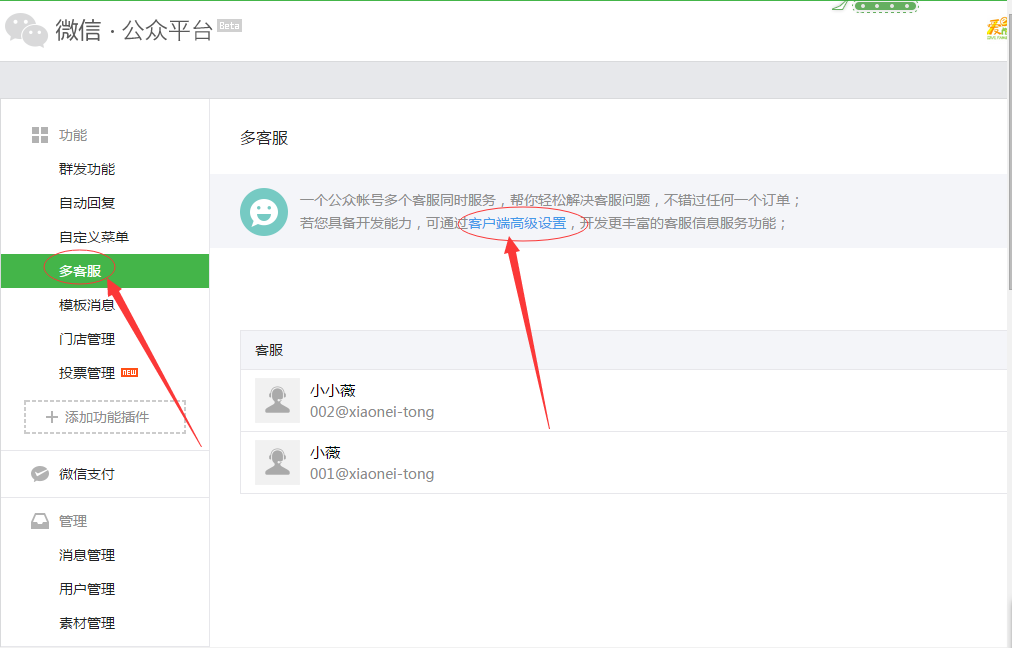 微信·公众平台 Beta
功能
群发功能
自动回复
自定义菜单
多客服
模板消息
门店管理
投票管理 NEW
+ 添加功能插件
微信支付
管理
消息管理
用户管理
素材管理
多客服
一个公众帐号多个客服同时服务，帮你轻松解决客服问题，不错过任何一个订单；
若您具备开发能力，可通过客户端高级设置，开发更丰富的客服信息服务功能；
客服
小小薇
002@xiaonei-tong
小薇
001@xiaonei-tong